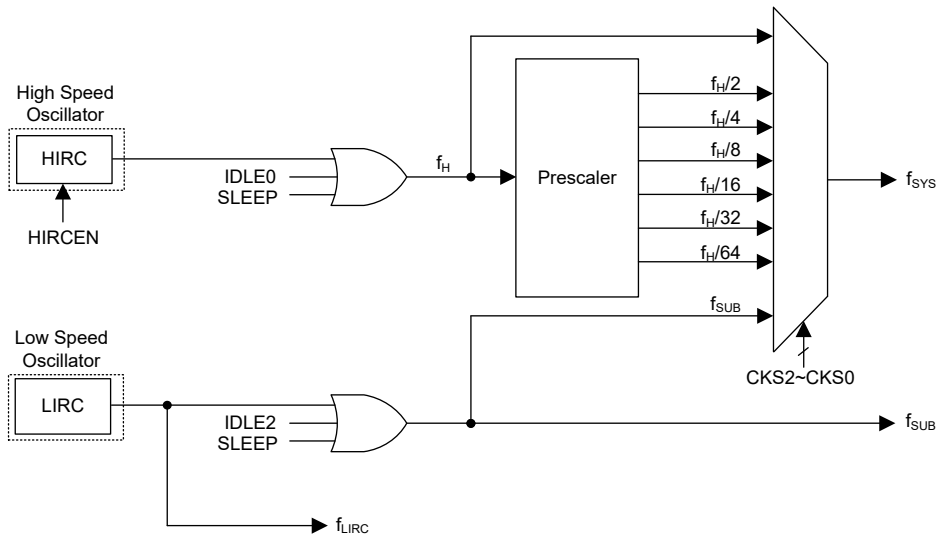 High Speed
Oscillator
HIRC
HIRCEN
IDLE0
SLEEP
fH
Prescaler
fH/2
fH/4
fH/8
fH/16
fH/32
fH/64
fSUB
fSYS
CKS2~CKS0
Low Speed
Oscillator
LIRC
IDLE2
SLEEP
fSUB
fLIRC